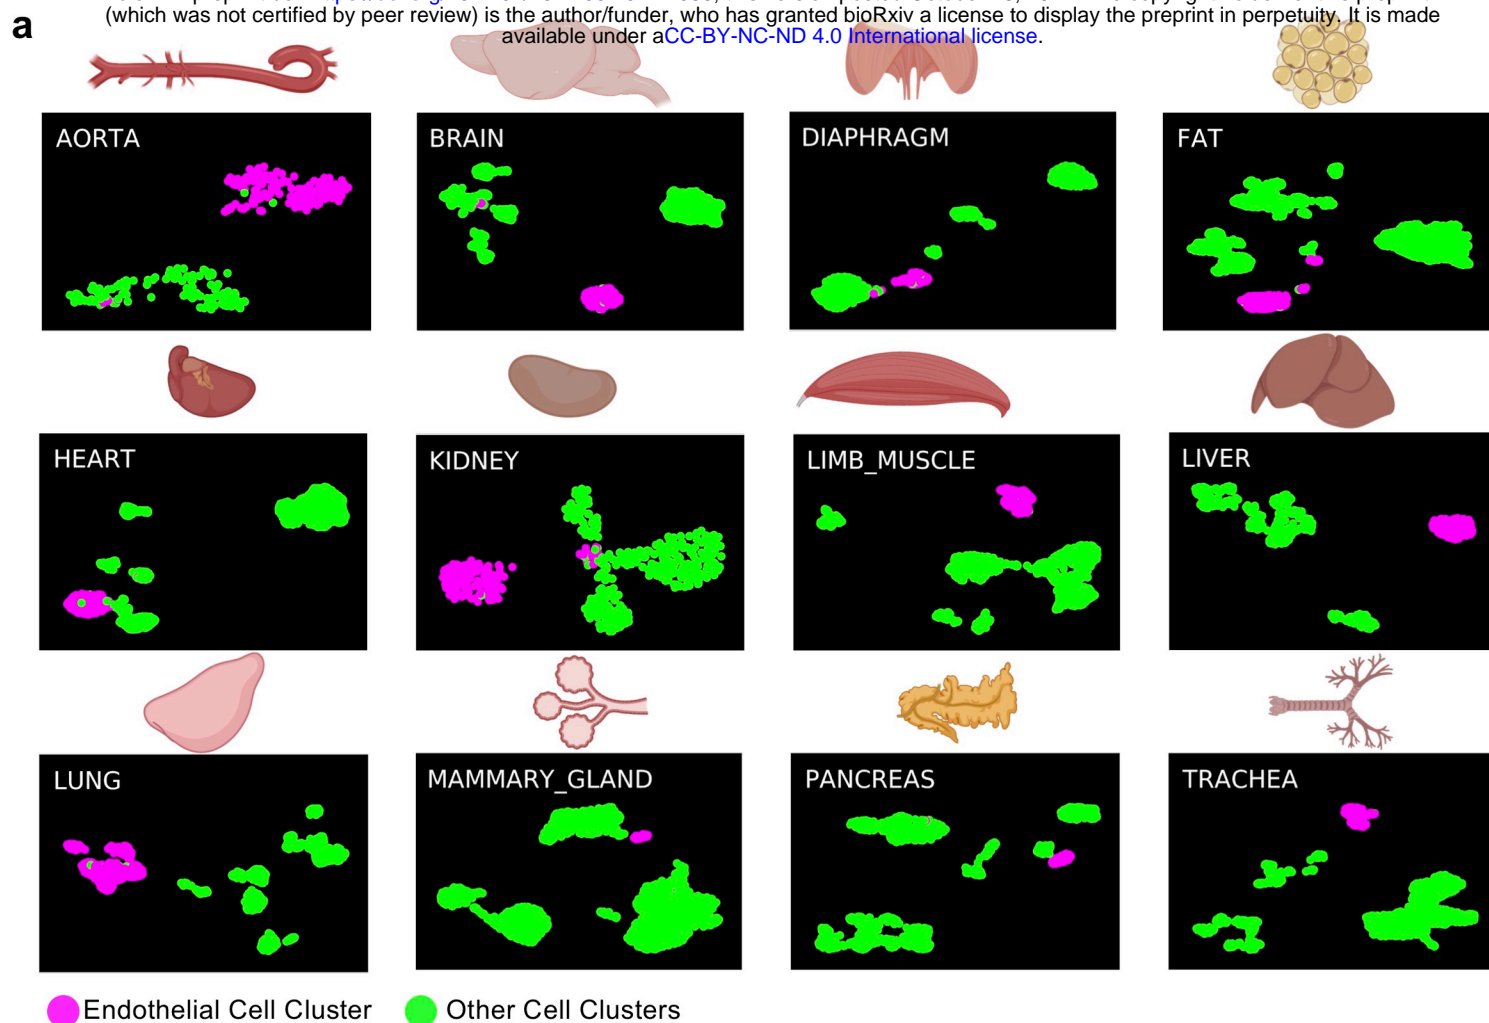 (which was not certified by peer review) is the author/funder, who has granted bioRxiv a license to display the preprint in perpetuity. It is made
a
available under aCC-BY-NC-ND 4.0 International license.
AORTA
BRAIN
DIAPHRAGM
FAT
HEART
KIDNEY
LIMB_MUSCLE
LIVER
LUNG
MAMMARY_GLAND
PANCREAS
TRACHEA
Endothelial Cell Cluster
Other Cell Clusters